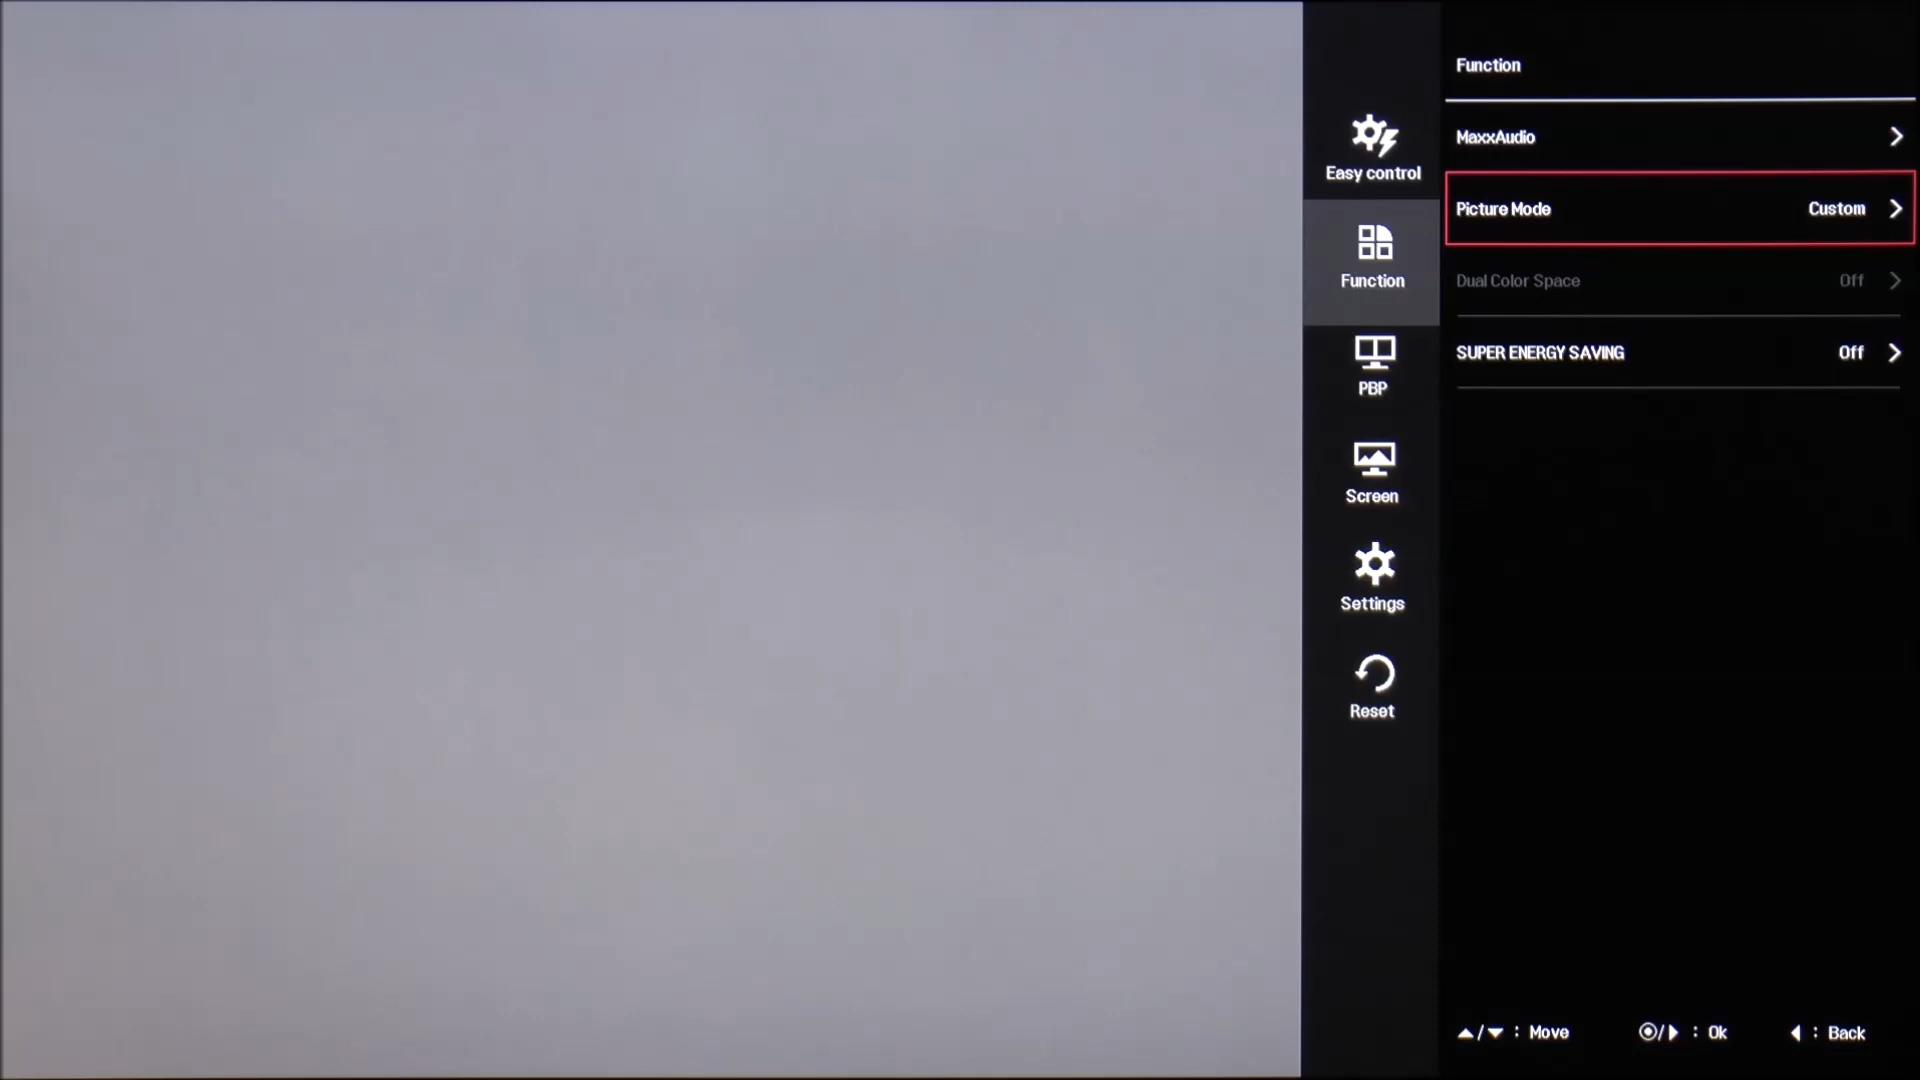 Function
MaxxAudio
Easy control
Picture Mode Custom
Function
Dual Color Space Off
SUPER ENERGY SAVING Off
PBP
Screen
Settings
Reset
▲/▼ : Move ◉/▶ : Ok ◀ : Back